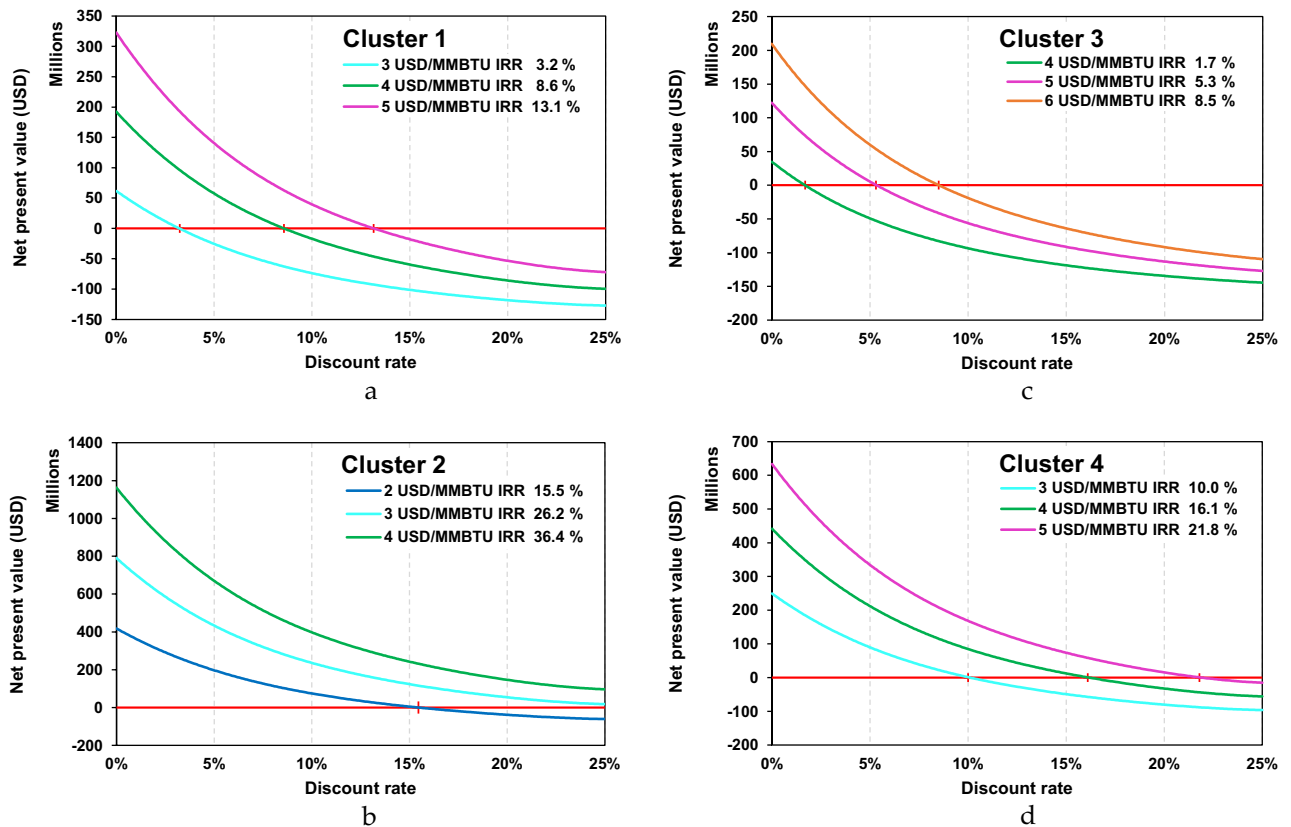 Cluster 1
3 USD/MMBTU IRR 3.2 %
4 USD/MMBTU IRR 8.6 %
5 USD/MMBTU IRR 13.1 %
Millions
Net present value (USD)
350
300
250
200
150
100
50
0
-50
-100
-150
0%
5%
10%
15%
20%
25%
Discount rate
a
Cluster 3
4 USD/MMBTU IRR 1.7 %
5 USD/MMBTU IRR 5.3 %
6 USD/MMBTU IRR 8.5 %
Millions
Net present value (USD)
250
200
150
100
50
0
-50
-100
-150
-200
0%
5%
10%
15%
20%
25%
Discount rate
c
Cluster 2
2 USD/MMBTU IRR 15.5 %
3 USD/MMBTU IRR 26.2 %
4 USD/MMBTU IRR 36.4 %
Millions
Net present value (USD)
1400
1200
1000
800
600
400
200
0
-200
0%
5%
10%
15%
20%
25%
Discount rate
b
Cluster 4
3 USD/MMBTU IRR 10.0 %
4 USD/MMBTU IRR 16.1 %
5 USD/MMBTU IRR 21.8 %
Millions
Net present value (USD)
700
600
500
400
300
200
100
0
-100
-200
0%
5%
10%
15%
20%
25%
Discount rate
d